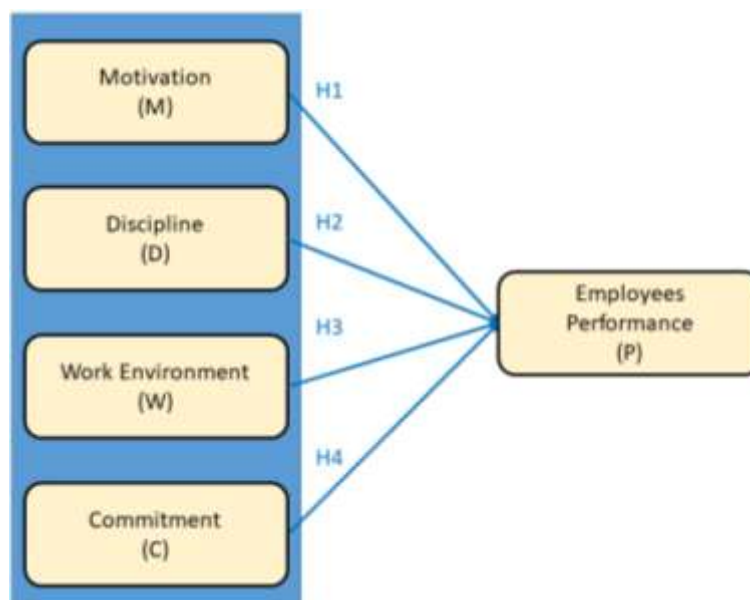 Motivation
(M)
H1
Discipline
(D)
H2
Work Environment
(W)
H3
Commitment
(C)
H4
Employees
Performance
(P)